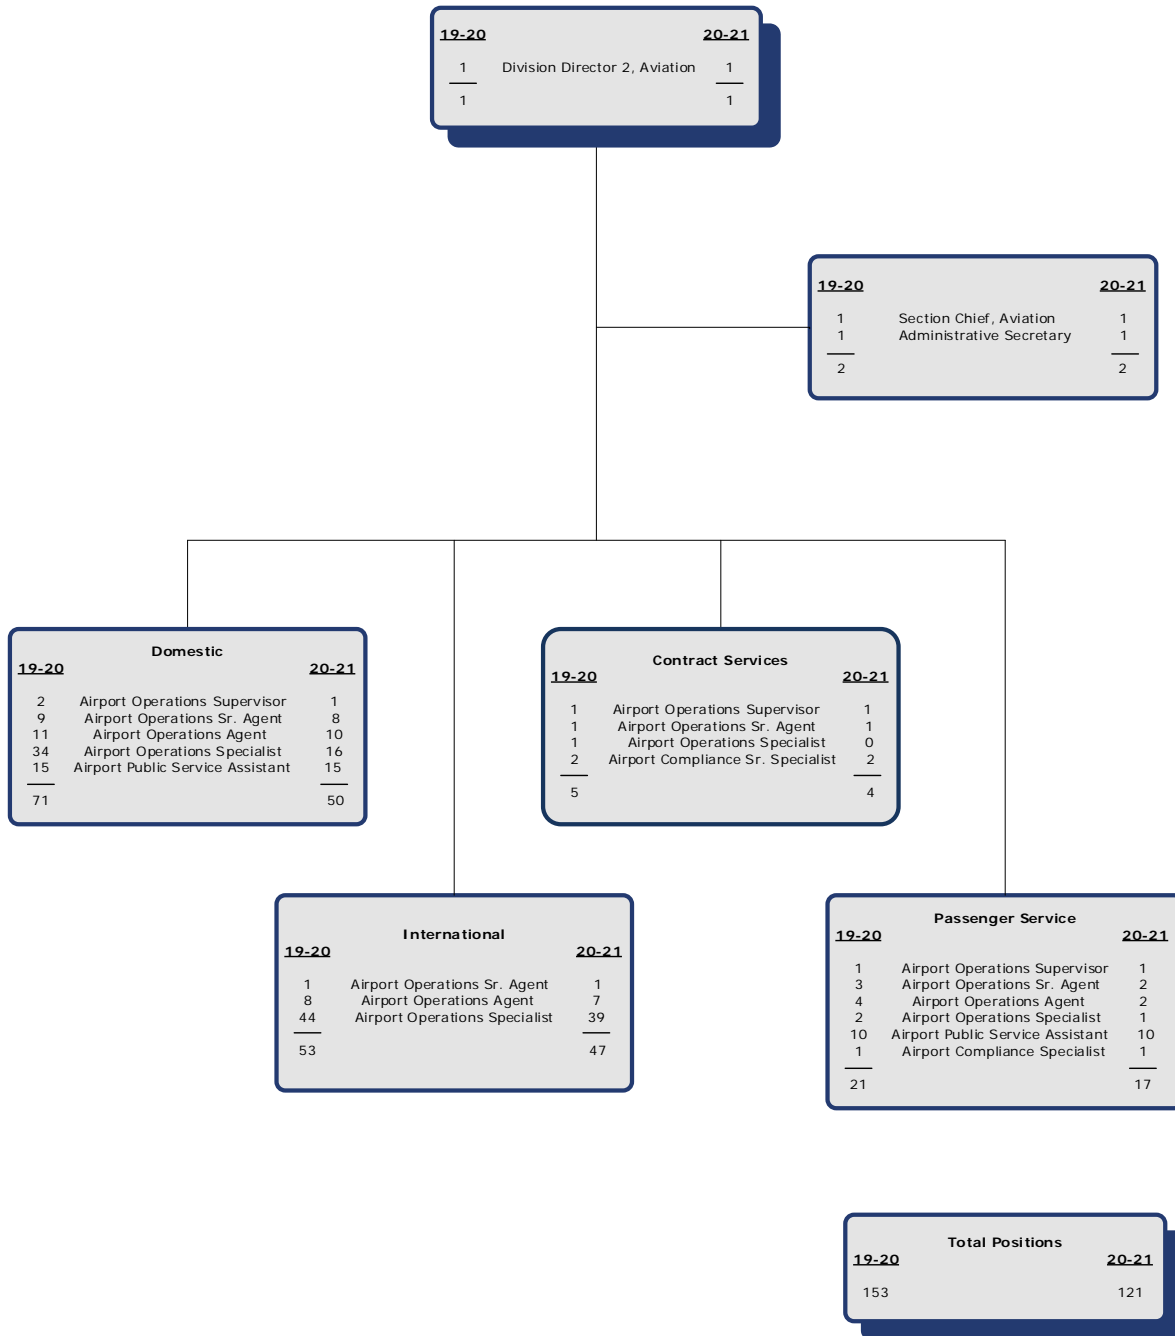 19-20 20-21
1 Division Director 2, Aviation 1
1 1
19-20 20-21
1 Section Chief, Aviation 1
1 Administrative Secretary 1
2 2
Domestic
19-20 20-21
2 Airport Operations Supervisor 1
9 Airport Operations Sr. Agent 8
11 Airport Operations Agent 10
34 Airport Operations Specialist 16
15 Airport Public Service Assistant 15
71 50
Contract Services
19-20 20-21
1 Airport Operations Supervisor 1
1 Airport Operations Sr. Agent 1
1 Airport Operations Specialist 0
2 Airport Compliance Sr. Specialist 2
5 4
International
19-20 20-21
1 Airport Operations Sr. Agent 1
8 Airport Operations Agent 7
44 Airport Operations Specialist 39
53 47
Passenger Service
19-20 20-21
1 Airport Operations Supervisor 1
3 Airport Operations Sr. Agent 2
4 Airport Operations Agent 2
2 Airport Operations Specialist 1
10 Airport Public Service Assistant 10
1 Airport Compliance Specialist 1
21 17
Total Positions
19-20 20-21
153 121